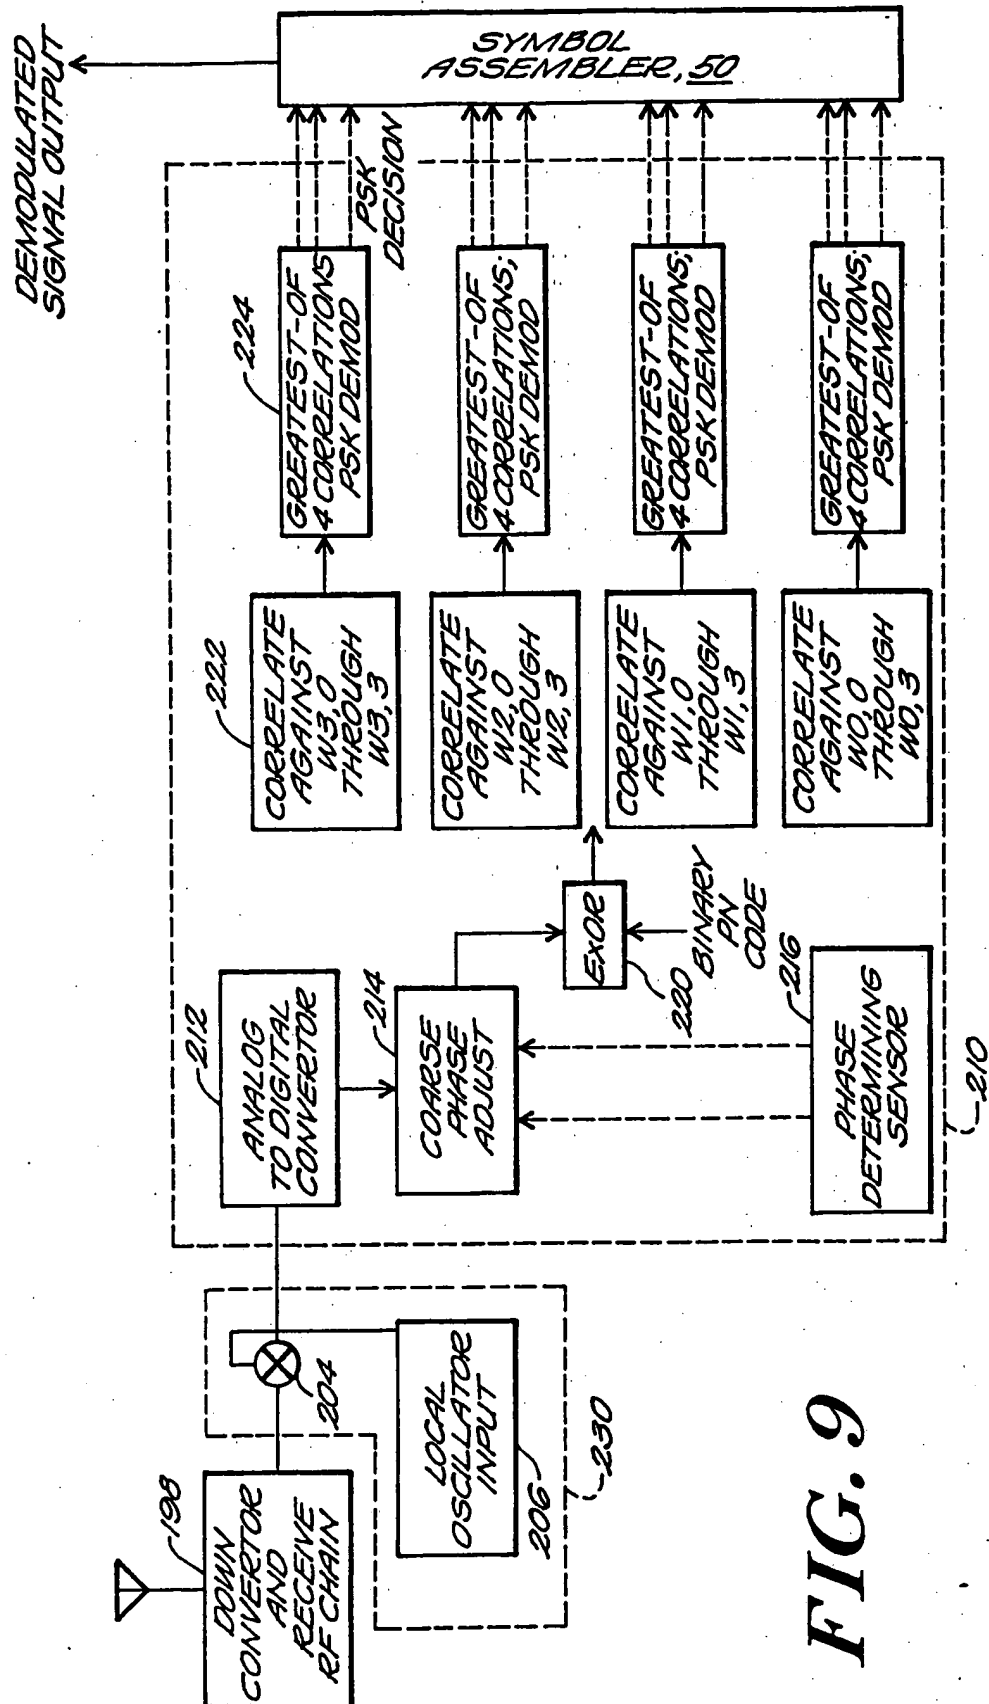 DOWN
CONVERTOR
AND
RECEIVE
RF CHAIN
198
204
LOCAL
OSCILLATOR
INPUT
206
230
ANALOG
TO DIGITAL
CONVERTOR
212
COARSE
PHASE
ADJUST
214
PHASE
DETERMINING
SENSOR
216
210
EXOR
220
BINARY
PN
CODE
CORRELATE
AGAINST
W3,0
THROUGH
W3,3
222
CORRELATE
AGAINST
W2,0
THROUGH
W2,3
CORRELATE
AGAINST
W1,0
THROUGH
W1,3
CORRELATE
AGAINST
W0,0
THROUGH
W0,3
GREATEST-OF
4 CORRELATIONS
PSK DEMOD
224
GREATEST-OF
4 CORRELATIONS;
PSK DEMOD
GREATEST-OF
4 CORRELATIONS;
PSK DEMOD
GREATEST-OF
4 CORRELATIONS;
PSK DEMOD
PSK
DECISION
SYMBOL
ASSEMBLER, 50
DEMODULATED
SIGNAL OUTPUT
FIG. 9